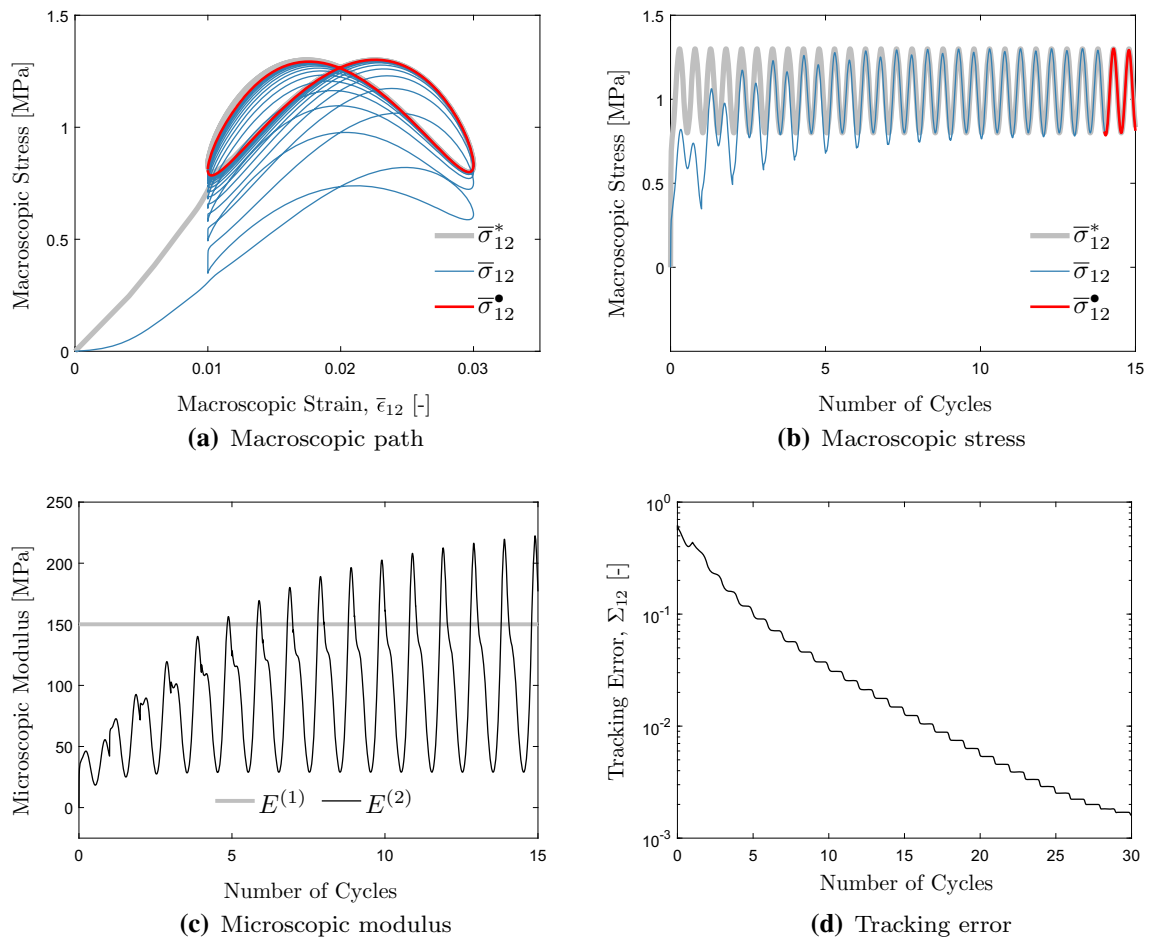 Macroscopic Stress [MPa]
1.5
1
0.5
0
0
0.01
0.02
0.03
σ̅*₁₂
σ̅₁₂
σ̅•₁₂
Macroscopic Strain, ε̅₁₂ [-]
(a) Macroscopic path
Macroscopic Stress [MPa]
1.5
1
0.5
0
0
5
10
15
σ̅*₁₂
σ̅₁₂
σ̅•₁₂
Number of Cycles
(b) Macroscopic stress
Microscopic Modulus [MPa]
250
200
150
100
50
0
0
5
10
15
E⁽¹⁾ E⁽²⁾
Number of Cycles
(c) Microscopic modulus
Tracking Error, Σ₁₂ [-]
10⁰
10⁻¹
10⁻²
10⁻³
0
5
10
15
20
25
30
Number of Cycles
(d) Tracking error